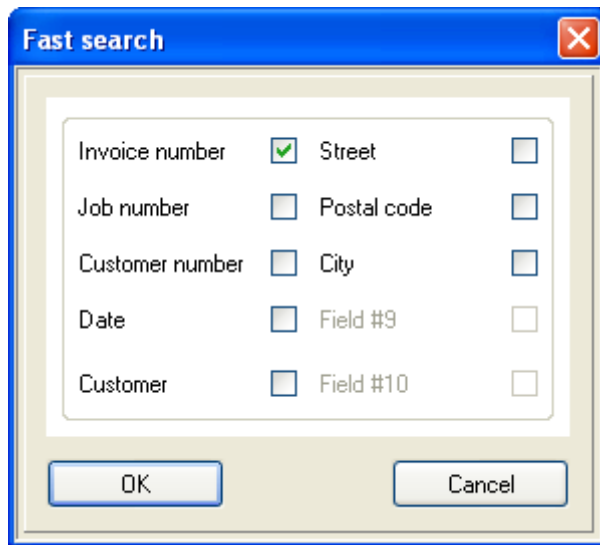 Fast search
Invoice number Street
Job number Postal code
Customer number City
Date Field #9
Customer Field #10
OK Cancel